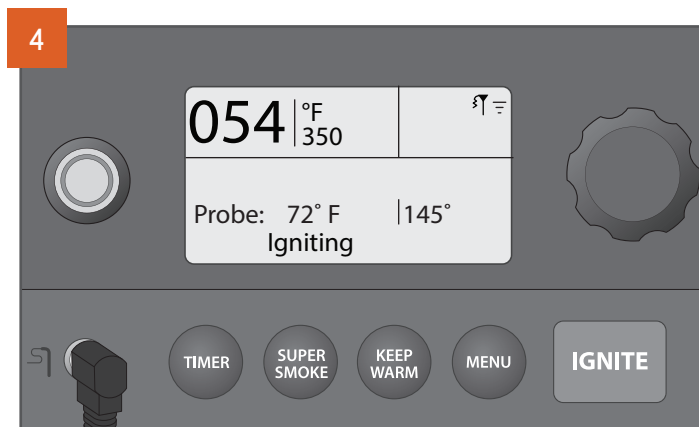 4
054 °F
350
Probe: 72° F 145°
Igniting
TIMER
SUPER
SMOKE
KEEP
WARM
MENU
IGNITE